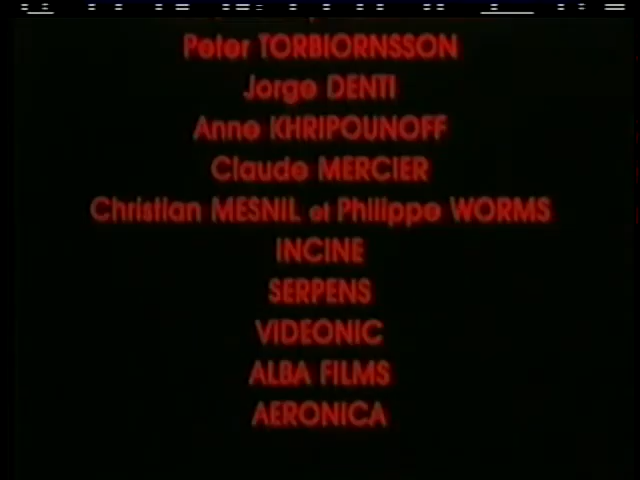 Peter TORBIORNSSON
Jorge DENTI
Anne KHRIPOUNOFF
Claude MERCIER
Christian MESNIL et Philippe WORMS
INCINE
SERPENS
VIDEONIC
ALBA FILMS
AERONICA